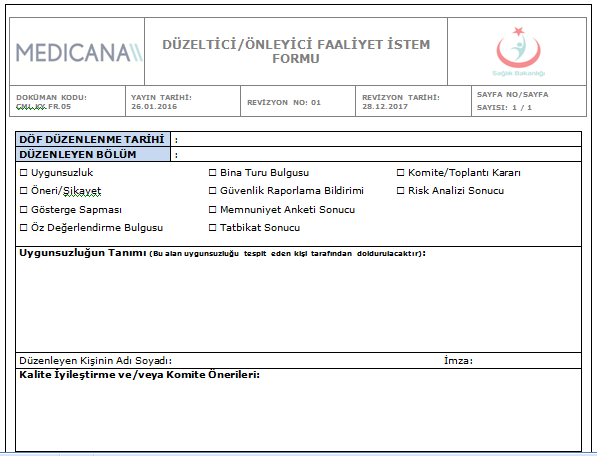 MEDICANA
DÜZELTİCİ/ÖNLEYİCİ FAALİYET İSTEM
FORMU
Sağlık Bakanlığı
DOKÜMAN KODU:
GML.KY.FR.05
YAYIN TARİHİ:
26.01.2016
REVİZYON NO: 01
REVİZYON TARİHİ:
28.12.2017
SAYFA NO/SAYFA
SAYISI: 1 / 1
DÖF DÜZENLENME TARİHİ :
DÜZENLEYEN BÖLÜM :
☐ Uygunsuzluk ☐ Bina Turu Bulgusu ☐ Komite/Toplantı Kararı
☐ Öneri/Şikayet ☐ Güvenlik Raporlama Bildirimi ☐ Risk Analizi Sonucu
☐ Gösterge Sapması ☐ Memnuniyet Anketi Sonucu
☐ Öz Değerlendirme Bulgusu ☐ Tatbikat Sonucu
Uygunsuzluğun Tanımı (Bu alan uygunsuzluğu tespit eden kişi tarafından doldurulacaktır):
Düzenleyen Kişinin Adı Soyadı: İmza:
Kalite İyileştirme ve/veya Komite Önerileri: